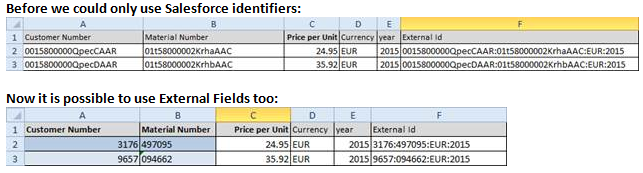 Before we could only use Salesforce identifiers:
A B C D E F
1 Customer Number Material Number Price per Unit Currency year External Id
2 0015800000QpecCAAR 01t58000002KrhaAAC 24.95 EUR 2015 0015800000QpecCAAR:01t58000002KrhaAAC:EUR:2015
3 0015800000QpecDAAR 01t58000002KrhbAAC 35.92 EUR 2015 0015800000QpecDAAR:01t58000002KrhbAAC:EUR:2015
Now it is possible to use External Fields too:
A B C D E F
1 Customer Number Material Number Price per Unit Currency year External Id
2 3176 497095 24.95 EUR 2015 3176:497095:EUR:2015
3 9657 094662 35.92 EUR 2015 9657:094662:EUR:2015